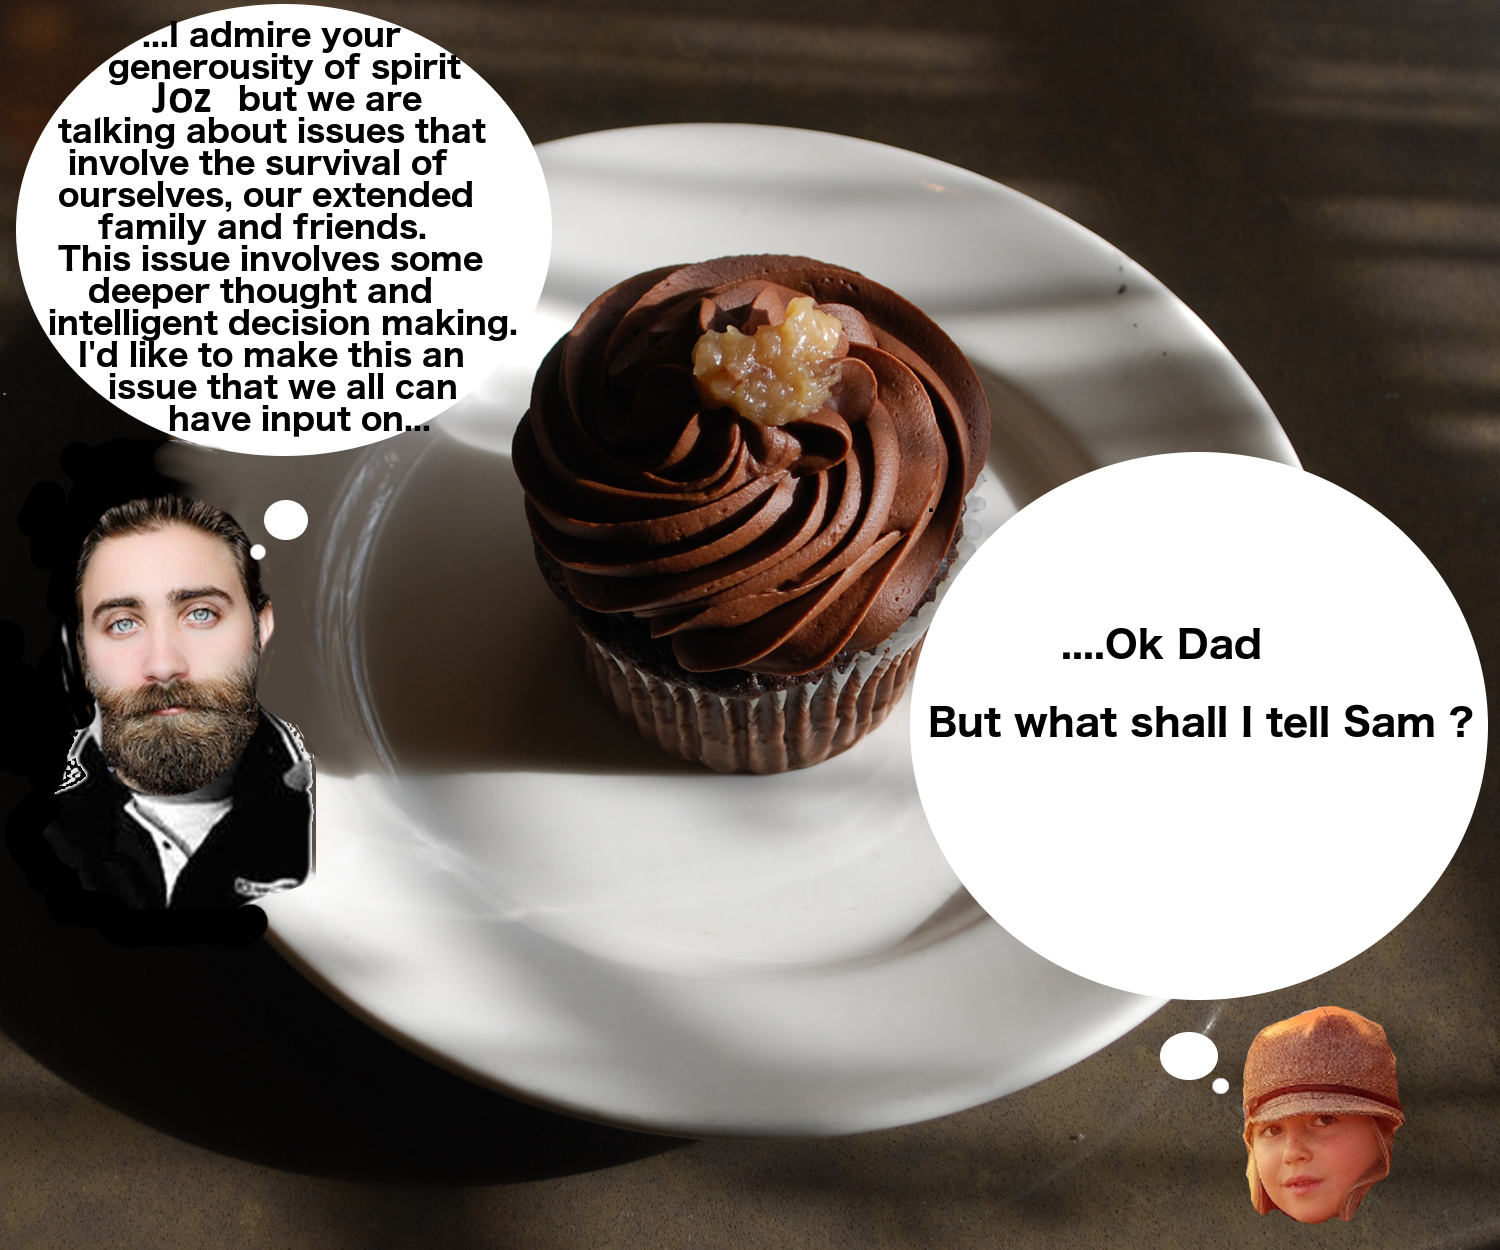 ...I admire your
generousity of spirit
Joz but we are
talking about issues that
involve the survival of
ourselves, our extended
family and friends.
This issue involves some
deeper thought and
intelligent decision making.
I'd like to make this an
issue that we all can
have input on...
....Ok Dad
But what shall I tell Sam ?